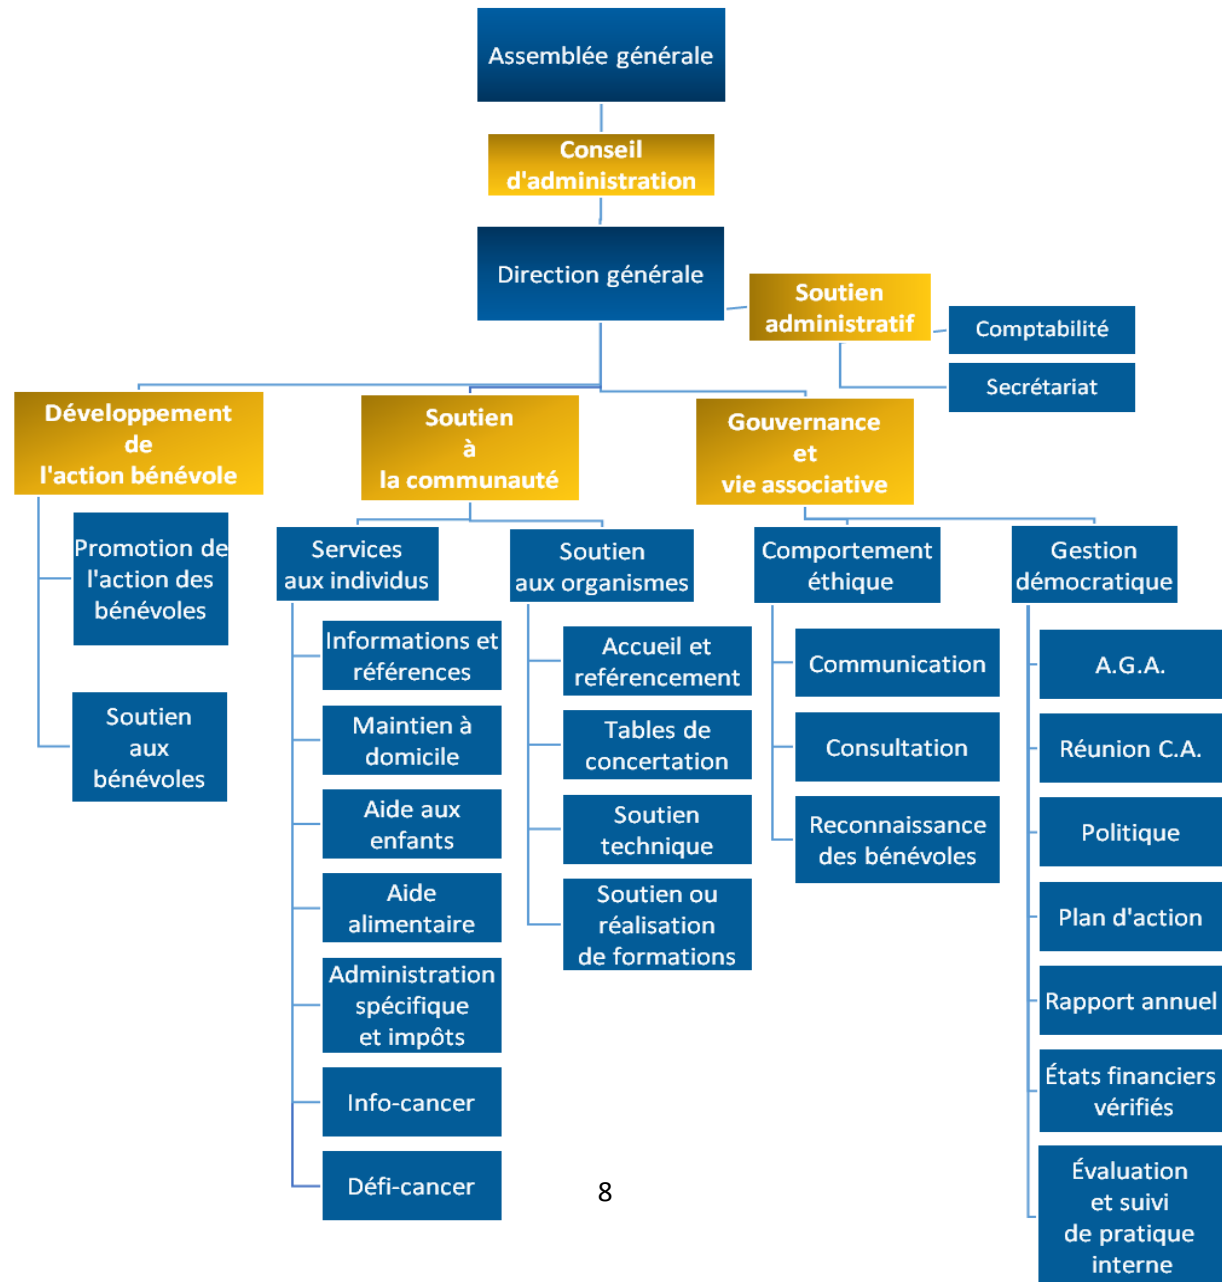 Assemblée générale
Conseil
d'administration
Direction générale
Soutien
administratif
Comptabilité
Secrétariat
Développement
de
l'action bénévole
Promotion de
l'action des
bénévoles
Soutien
aux
bénévoles
Soutien
à
la communauté
Services
aux individus
Informations et
références
Maintien à
domicile
Aide aux
enfants
Aide
alimentaire
Administration
spécifique
et impôts
Info-cancer
Défi-cancer
Soutien
aux organismes
Accueil et
reférencement
Tables de
concertation
Soutien
technique
Soutien ou
réalisation
de formations
Gouvernance
et
vie associative
Comportement
éthique
Communication
Consultation
Reconnaissance
des bénévoles
Gestion
démocratique
A.G.A.
Réunion C.A.
Politique
Plan d'action
Rapport annuel
États financiers
vérifiés
Évaluation
et suivi
de pratique
interne
8